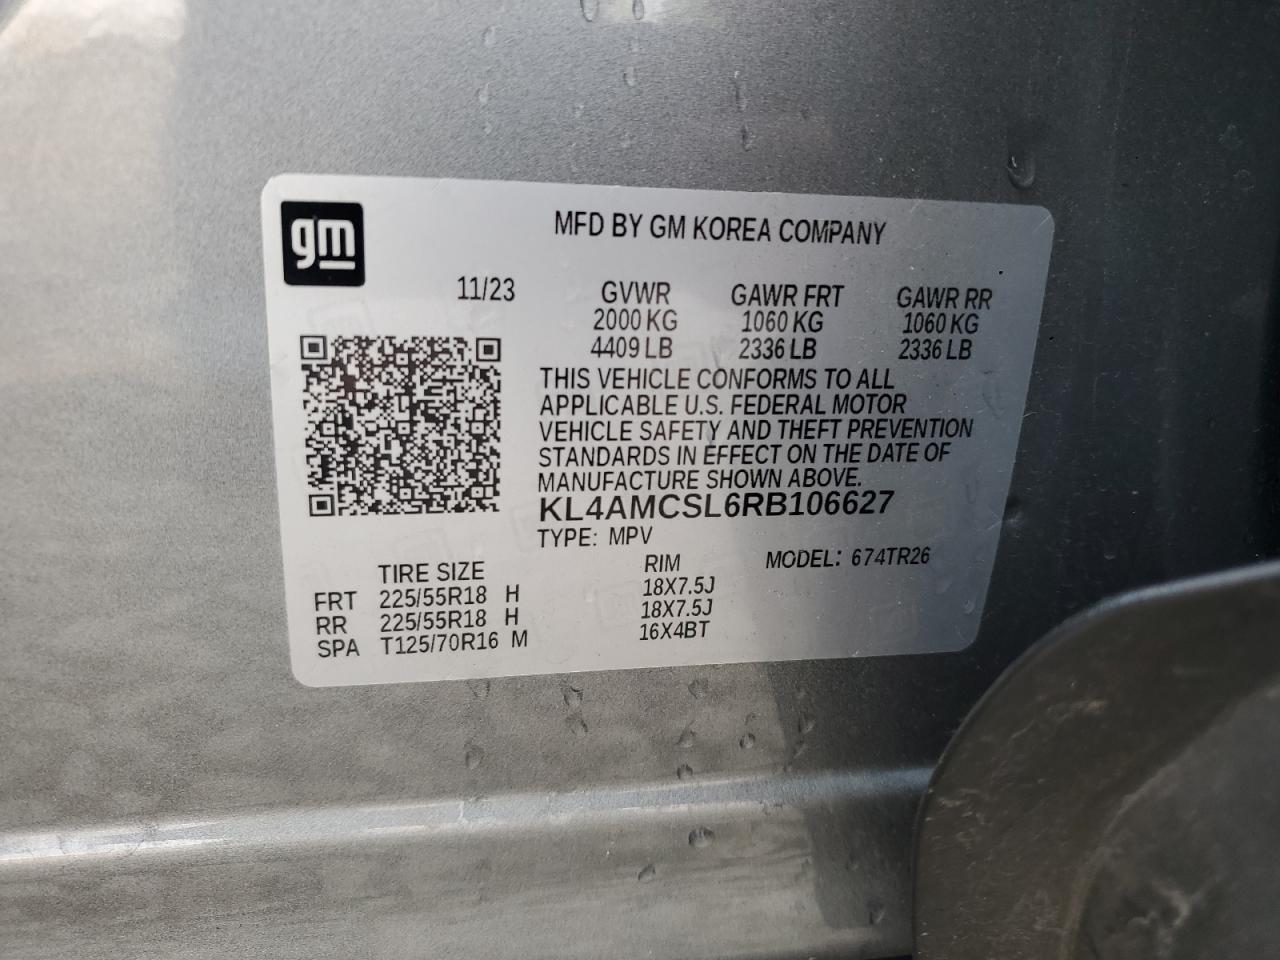 gm
MFD BY GM KOREA COMPANY
11/23 GVWR GAWR FRT GAWR RR
2000 KG 1060 KG 1060 KG
4409 LB 2336 LB 2336 LB
THIS VEHICLE CONFORMS TO ALL
APPLICABLE U.S. FEDERAL MOTOR
VEHICLE SAFETY AND THEFT PREVENTION
STANDARDS IN EFFECT ON THE DATE OF
MANUFACTURE SHOWN ABOVE.
KL4AMCSL6RB106627
TYPE: MPV
TIRE SIZE RIM MODEL: 674TR26
FRT 225/55R18 H 18X7.5J
RR 225/55R18 H 18X7.5J
SPA T125/70R16 M 16X4BT